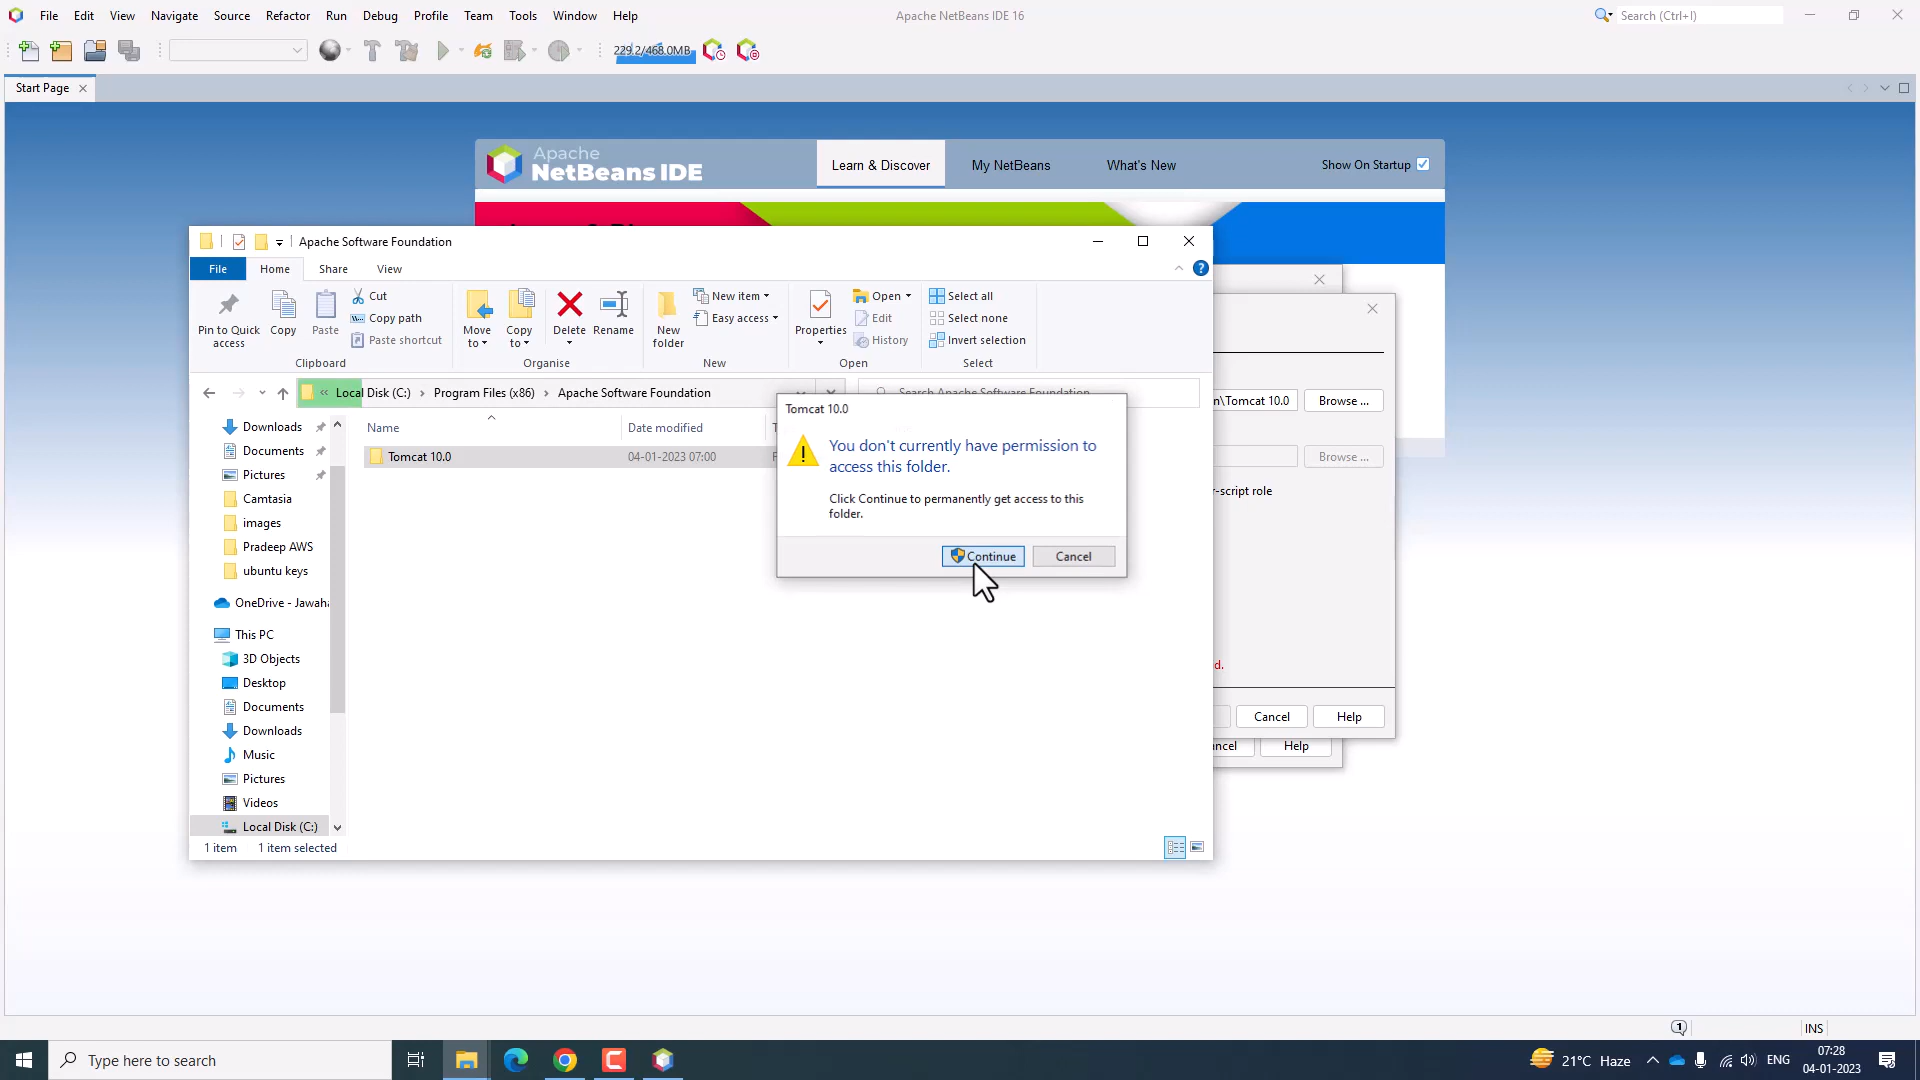 File Edit View Navigate Source Refactor Run Debug Profile Team Tools Window Help
Apache NetBeans IDE 16
Search (Ctrl+I)
229.2/468.0MB
Start Page
Apache
NetBeans IDE
Learn & Discover
My NetBeans
What's New
Show On Startup
Apache Software Foundation
File Home Share View
Pin to Quick access
Copy
Paste
Cut
Copy path
Paste shortcut
Clipboard
Move to
Copy to
Delete
Rename
Organise
New folder
New item
Easy access
New
Properties
Open
Edit
History
Open
Select all
Select none
Invert selection
Select
« Local Disk (C:) › Program Files (x86) › Apache Software Foundation
Search Apache Software Foundation
Name
Date modified
Tomcat 10.0
04-01-2023 07:00
Downloads
Documents
Pictures
Camtasia
images
Pradeep AWS
ubuntu keys
OneDrive - Jawaha
This PC
3D Objects
Desktop
Documents
Downloads
Music
Pictures
Videos
Local Disk (C:)
1 item
1 item selected
Tomcat 10.0
You don't currently have permission to
access this folder.
Click Continue to permanently get access to this
folder.
Continue
Cancel
n\Tomcat 10.0
Browse ...
Browse ...
r-script role
d.
Cancel
Help
ncel
Help
1
INS
Type here to search
21°C Haze
ENG
07:28
04-01-2023